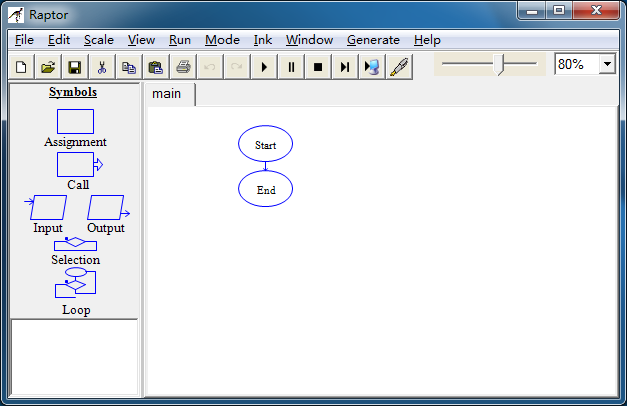 Raptor
File Edit Scale View Run Mode Ink Window Generate Help
80%
Symbols
main
Assignment
Call
Input Output
Selection
Loop
Start
End